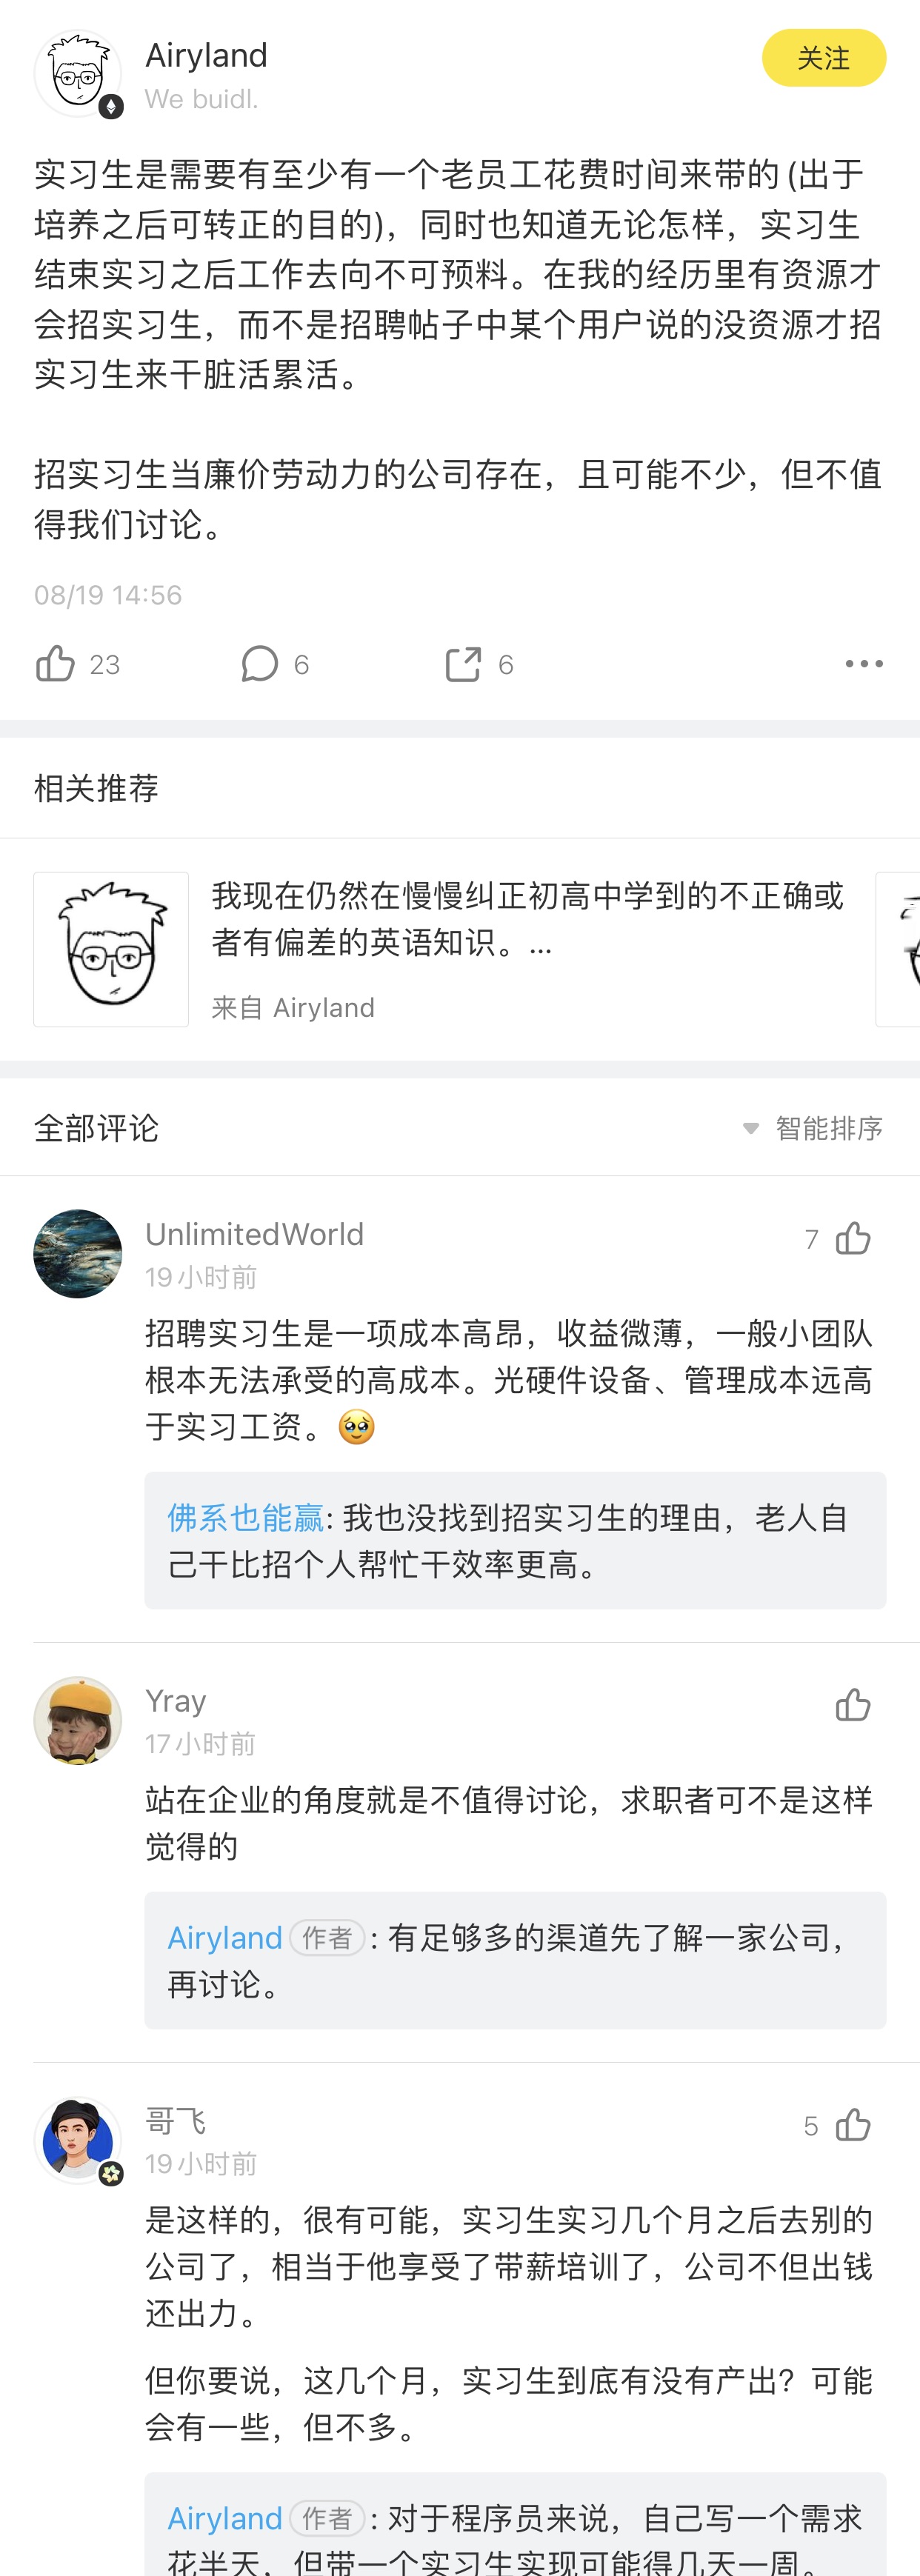 Airyland
关注
We buidl.
实习生是需要有至少有一个老员工花费时间来带的(出于
培养之后可转正的目的)，同时也知道无论怎样，实习生
结束实习之后工作去向不可预料。在我的经历里有资源才
会招实习生，而不是招聘帖子中某个用户说的没资源才招
实习生来干脏活累活。
招实习生当廉价劳动力的公司存在，且可能不少，但不值
得我们讨论。
08/19 14:56
23
6
6
相关推荐
我现在仍然在慢慢纠正初高中学到的不正确或
者有偏差的英语知识。...
来自 Airyland
全部评论
智能排序
UnlimitedWorld
7
19小时前
招聘实习生是一项成本高昂，收益微薄，一般小团队
根本无法承受的高成本。光硬件设备、管理成本远高
于实习工资。🥹
佛系也能赢: 我也没找到招实习生的理由，老人自
己干比招个人帮忙干效率更高。
Yray
17小时前
站在企业的角度就是不值得讨论，求职者可不是这样
觉得的
Airyland 作者 : 有足够多的渠道先了解一家公司，
再讨论。
哥飞
5
19小时前
是这样的，很有可能，实习生实习几个月之后去别的
公司了，相当于他享受了带薪培训了，公司不但出钱
还出力。
但你要说，这几个月，实习生到底有没有产出？可能
会有一些，但不多。
Airyland 作者 : 对于程序员来说，自己写一个需求
花半天，但带一个实习生实现可能得几天一周。